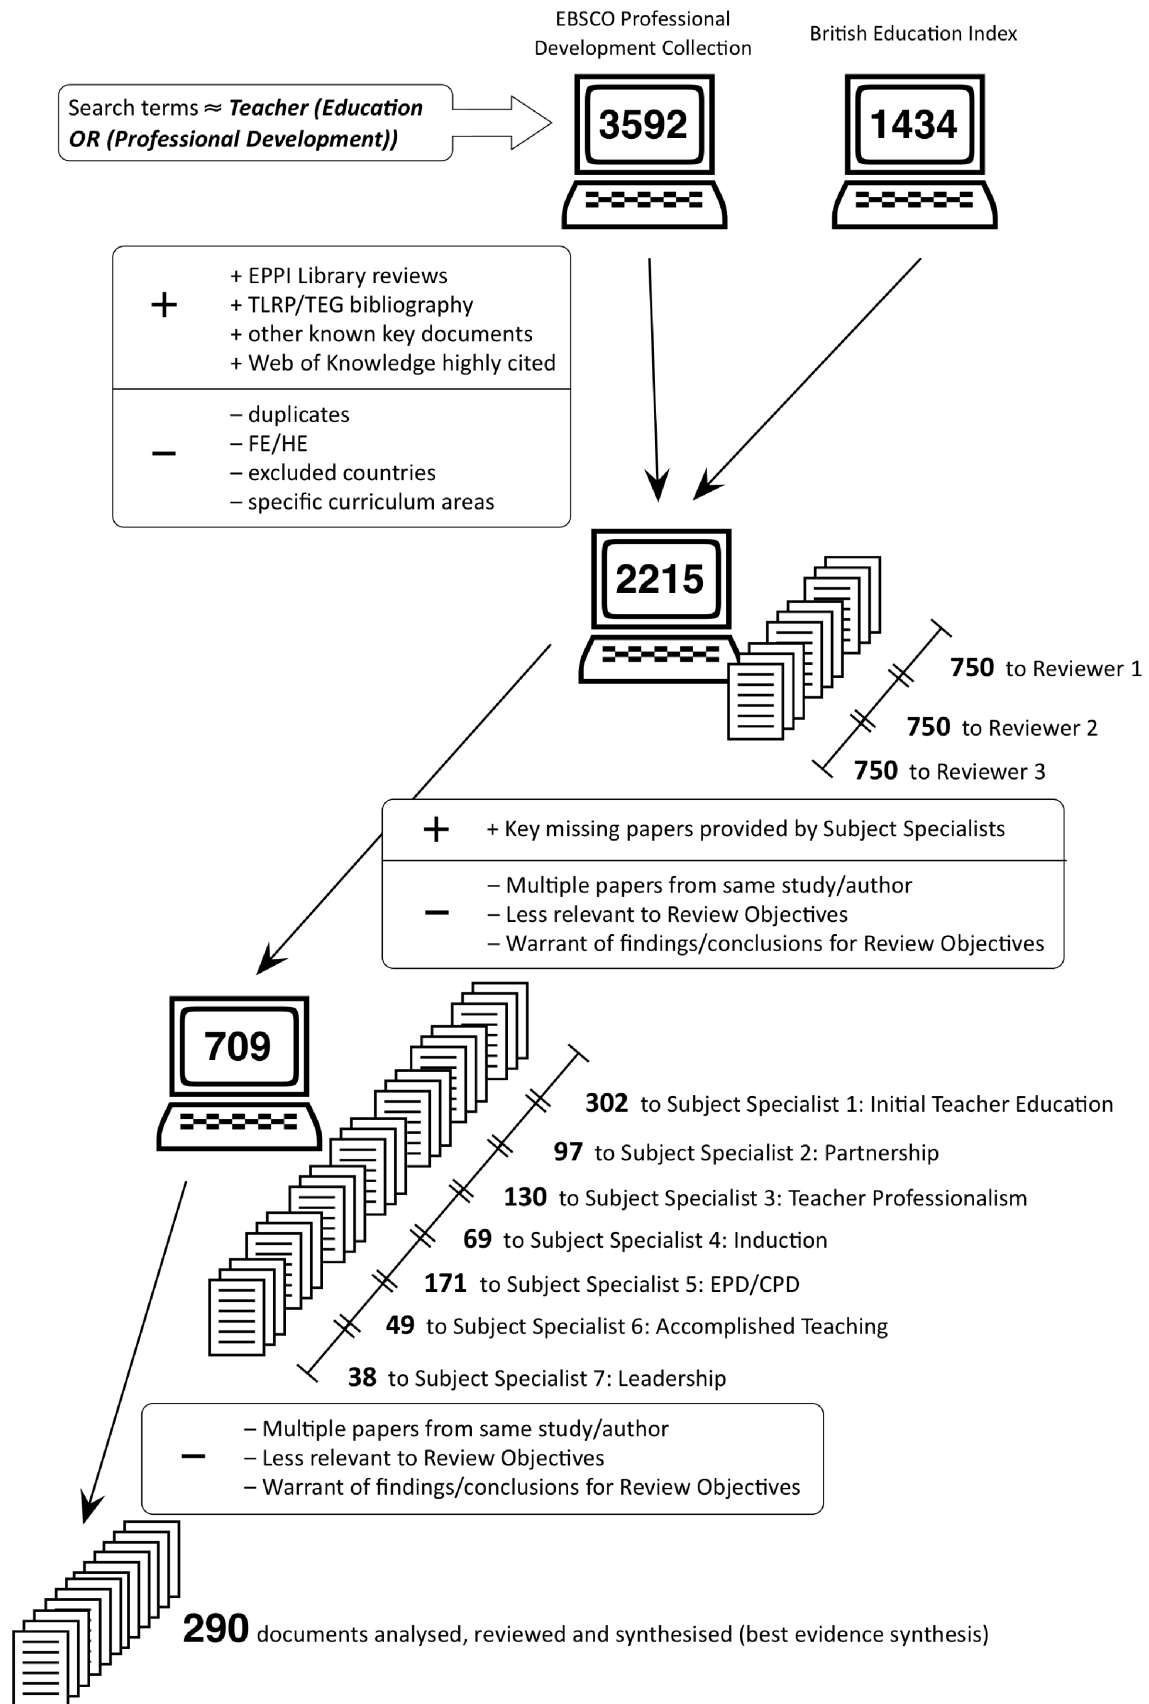 EBSCO Professional
Development Collection
British Education Index
Search terms ≈ Teacher (Education
OR (Professional Development))
3592
1434
+
+ EPPI Library reviews
+ TLRP/TEG bibliography
+ other known key documents
+ Web of Knowledge highly cited
–
– duplicates
– FE/HE
– excluded countries
– specific curriculum areas
2215
750 to Reviewer 1
750 to Reviewer 2
750 to Reviewer 3
+
+ Key missing papers provided by Subject Specialists
–
– Multiple papers from same study/author
– Less relevant to Review Objectives
– Warrant of findings/conclusions for Review Objectives
709
302 to Subject Specialist 1: Initial Teacher Education
97 to Subject Specialist 2: Partnership
130 to Subject Specialist 3: Teacher Professionalism
69 to Subject Specialist 4: Induction
171 to Subject Specialist 5: EPD/CPD
49 to Subject Specialist 6: Accomplished Teaching
38 to Subject Specialist 7: Leadership
–
– Multiple papers from same study/author
– Less relevant to Review Objectives
– Warrant of findings/conclusions for Review Objectives
290 documents analysed, reviewed and synthesised (best evidence synthesis)